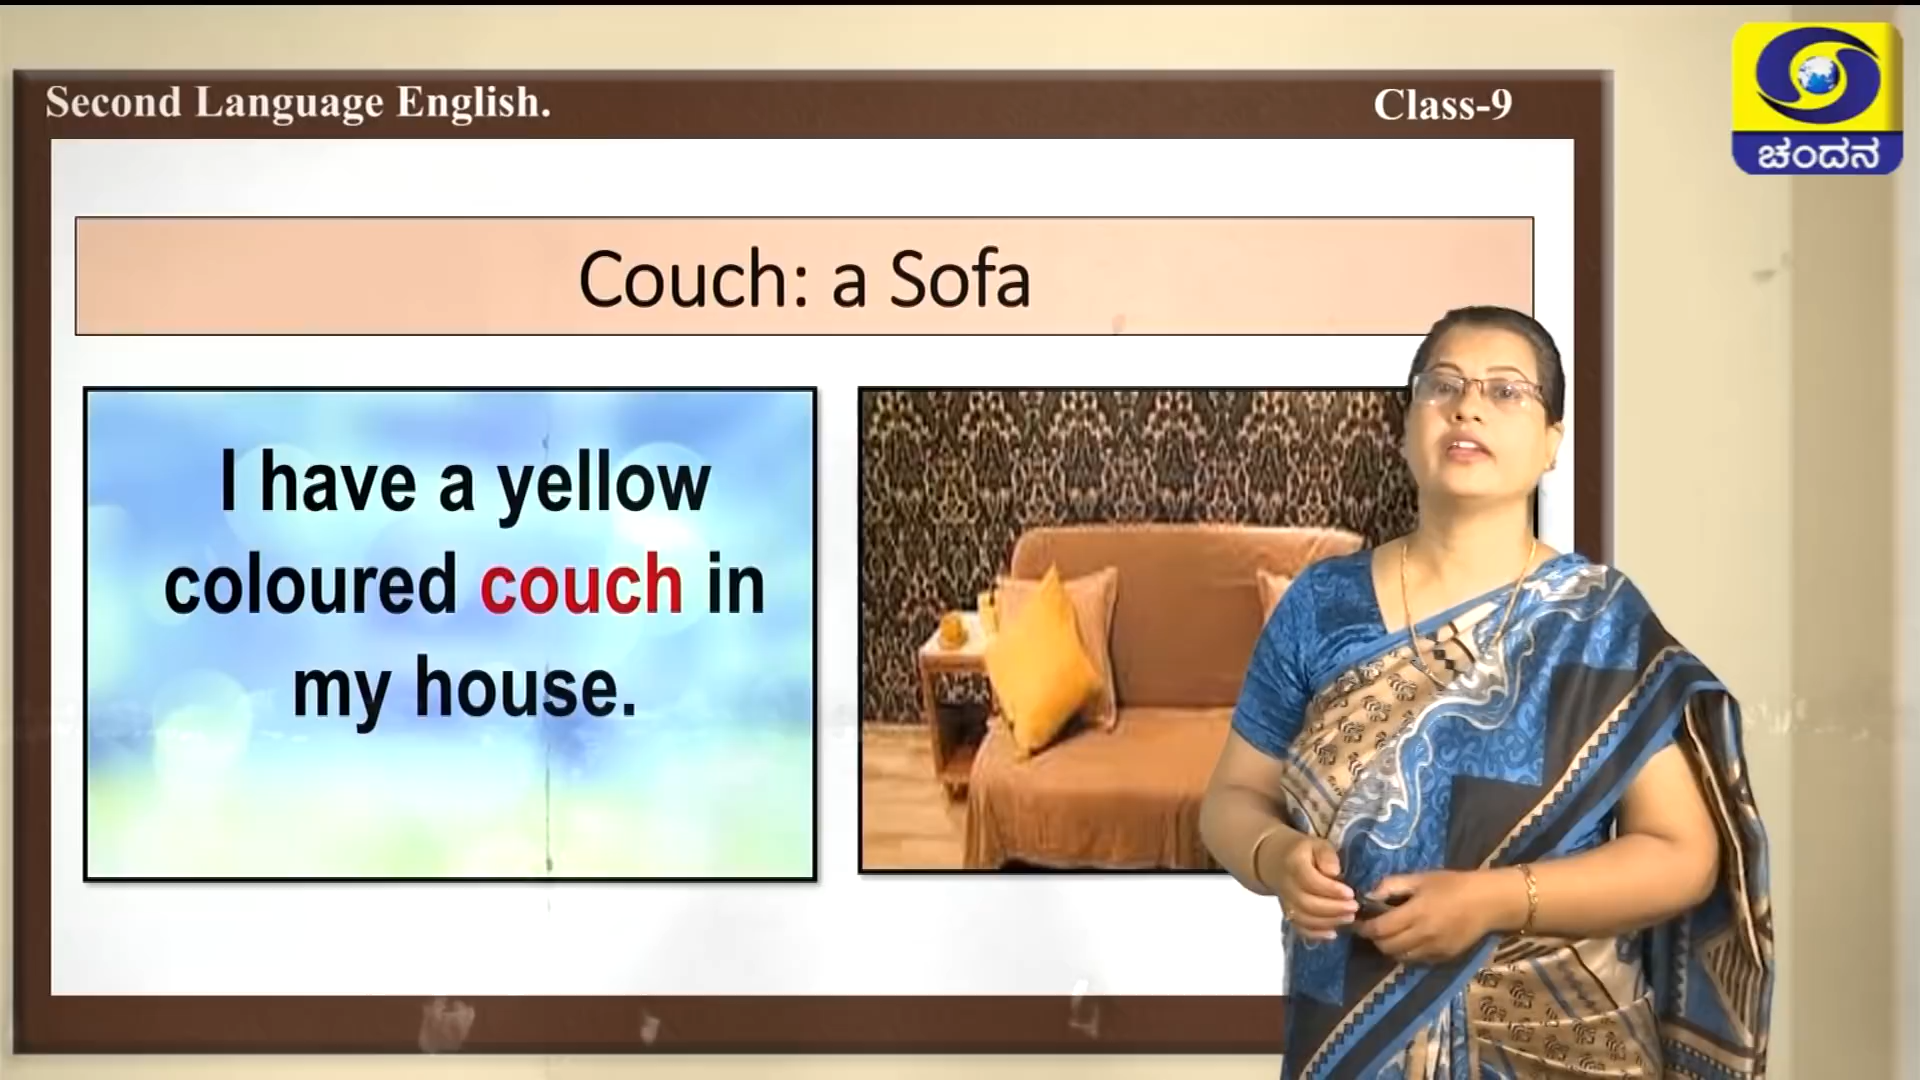 Second Language English.
Class-9
ಚಂದನ
Couch: a Sofa
I have a yellow
coloured couch in
my house.